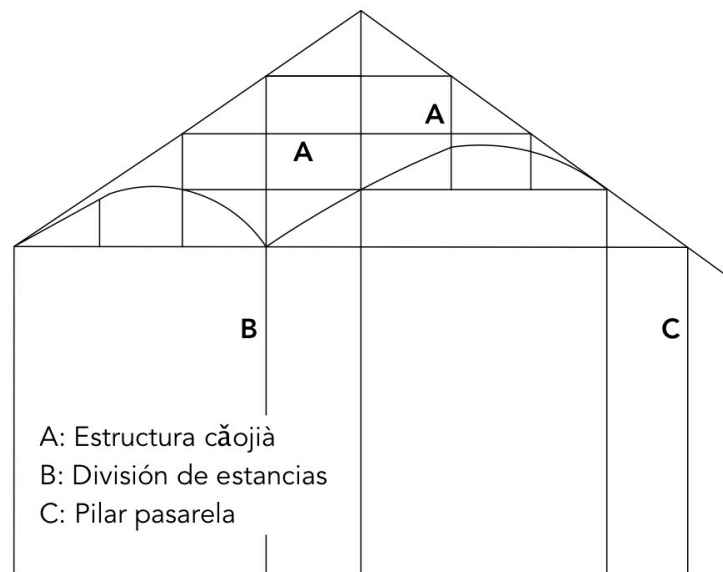 A
A
B
C
A: Estructura cǎojià
B: División de estancias
C: Pilar pasarela